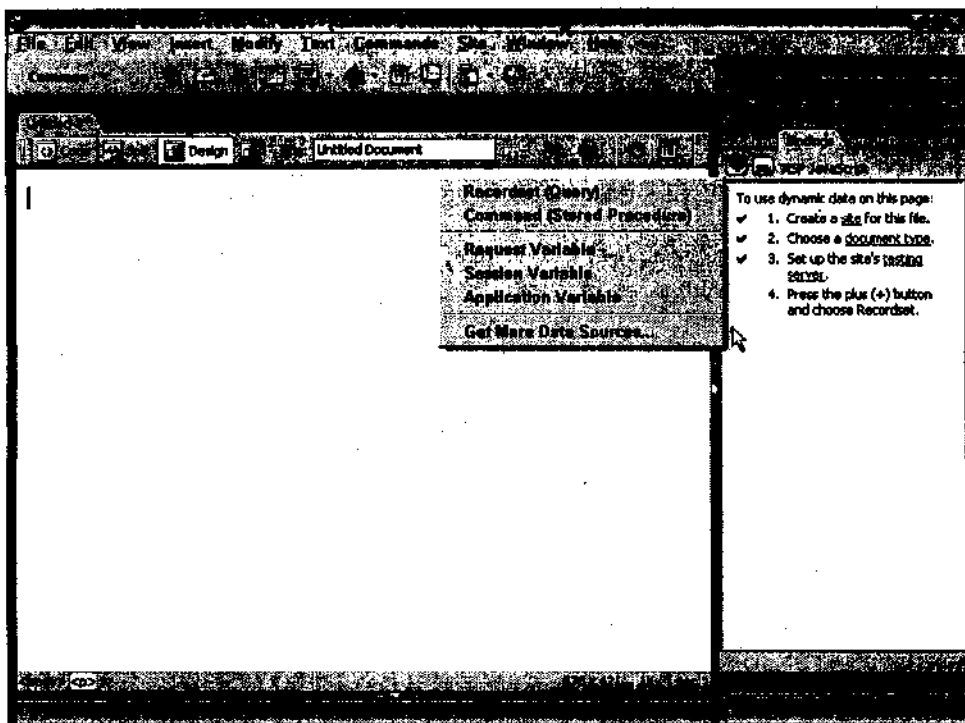 File Edit View Insert Modify Text Commands Site Window Help
Common
Design Untitled Document
Recordset (Query)
Command (Stored Procedure)
Request Variable
Session Variable
Application Variable
Get More Data Sources...
JavaScript
To use dynamic data on this page:
✔ 1. Create a site for this file.
✔ 2. Choose a document type.
✔ 3. Set up the site's testing
server.
4. Press the plus (+) button
and choose Recordset.
<p>